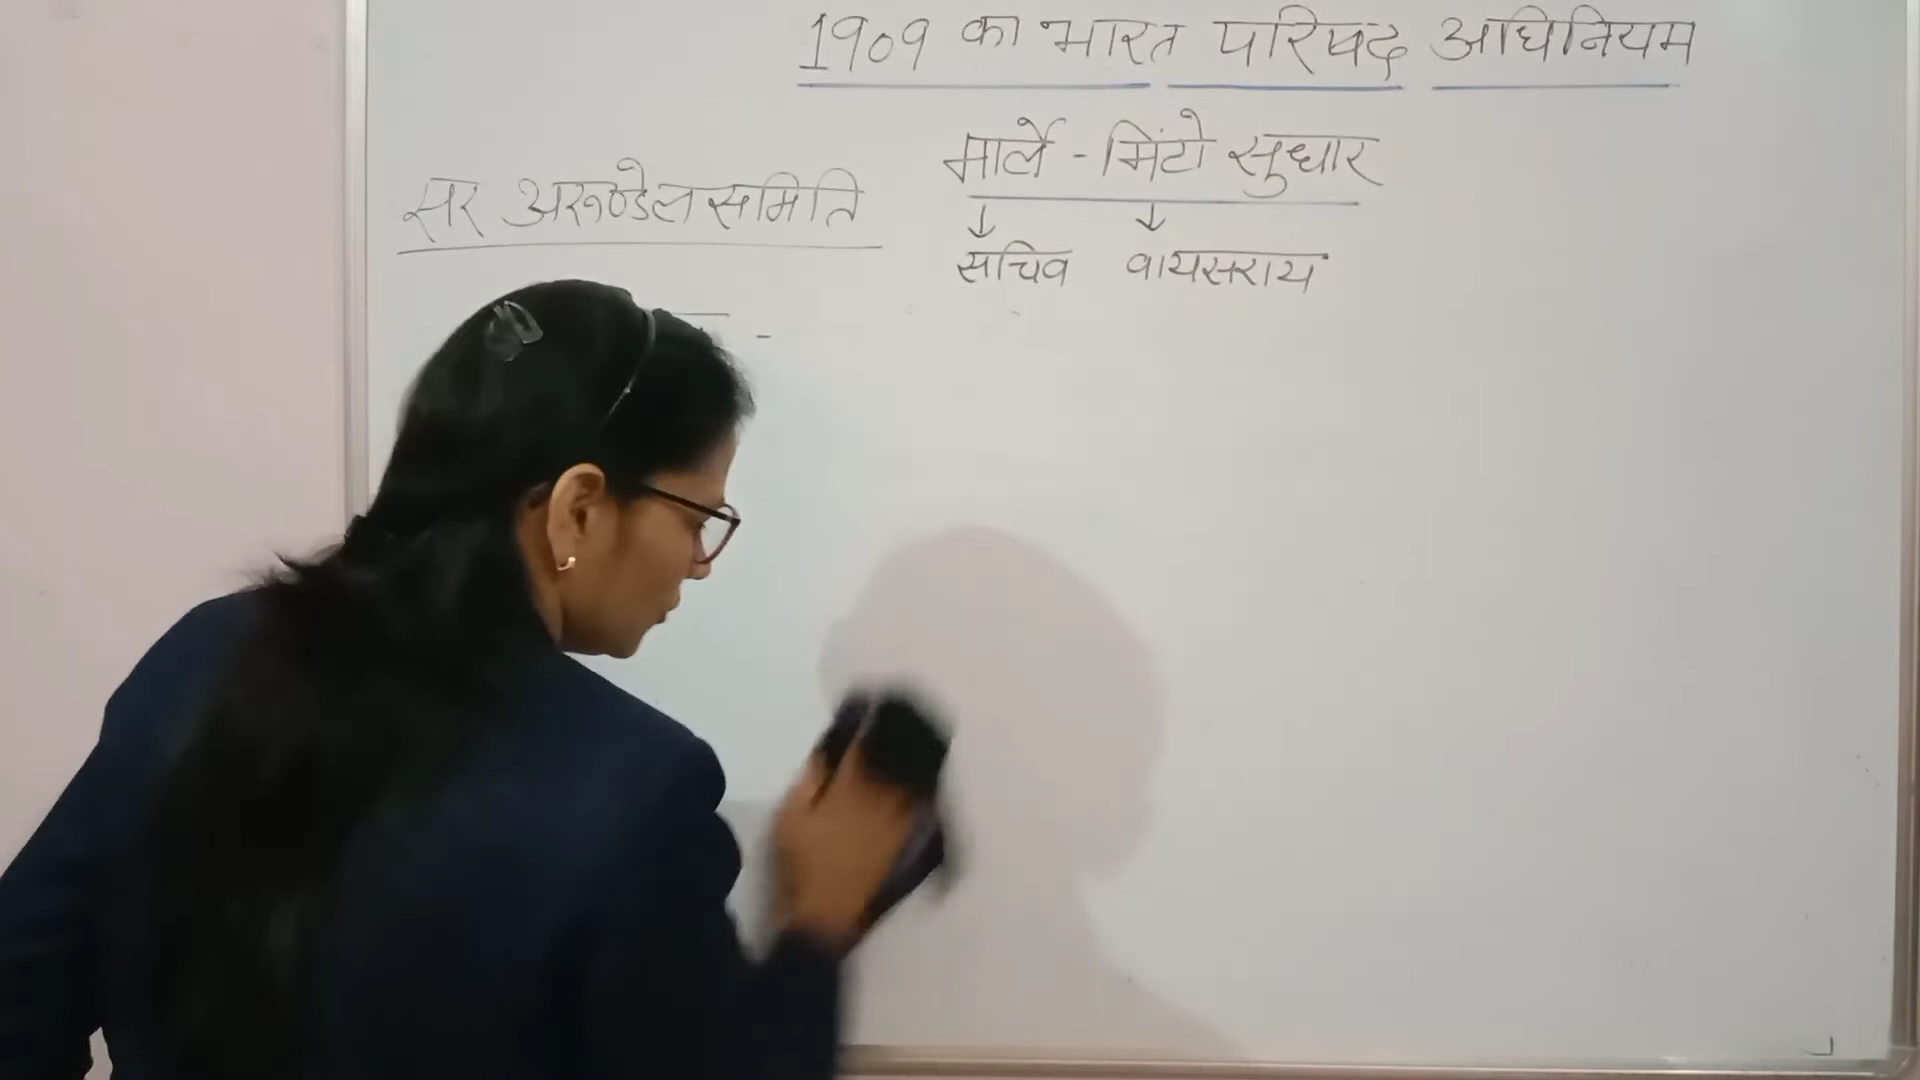 1909 का भारत परिषद अधिनियम
मार्ले - मिंटो सुधार
सर अरुण्डेल समिति
↓ ↓
सचिव वायसराय